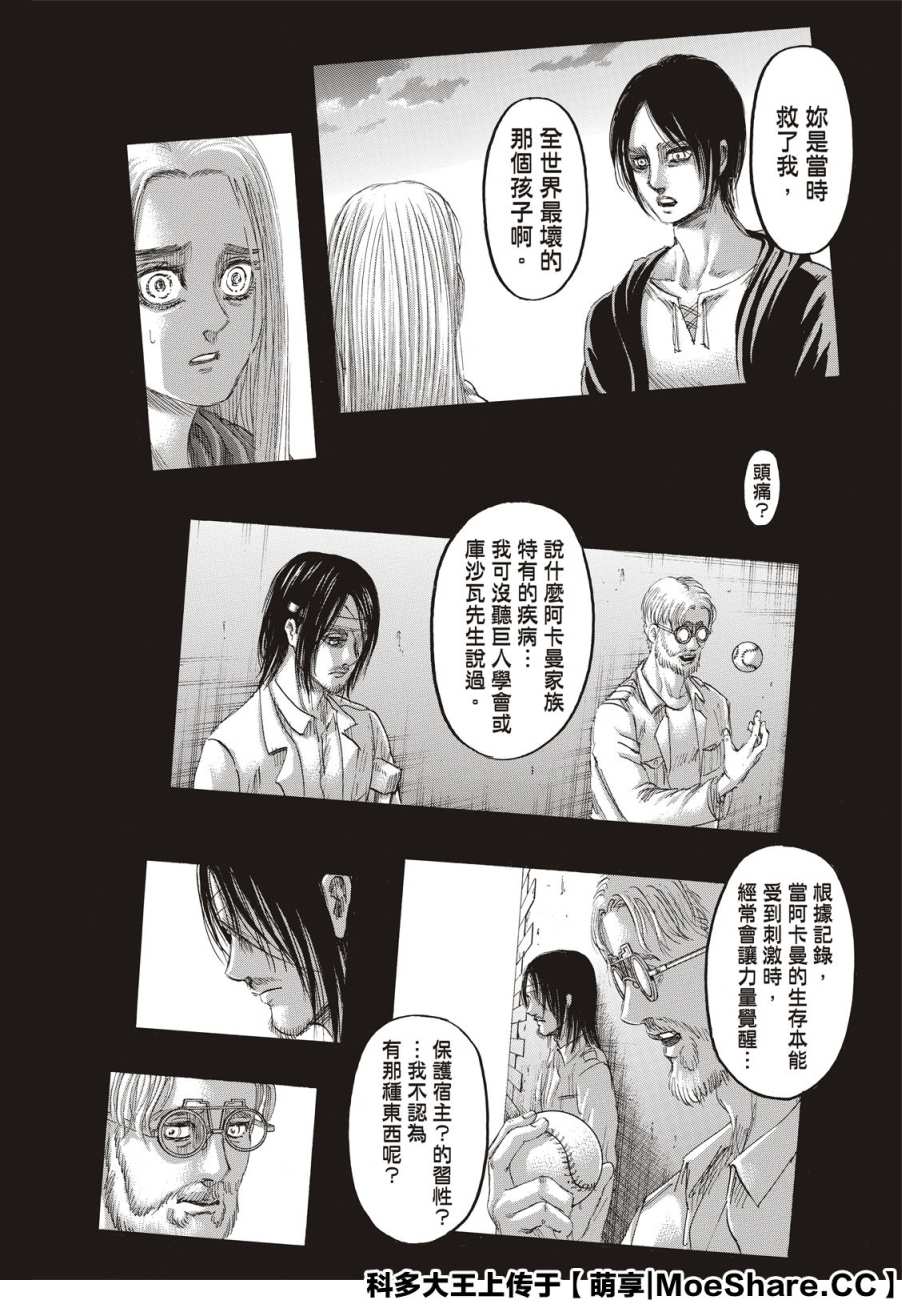 妳是當時
救了我，
全世界最壞的
那個孩子啊。
頭痛？
說什麼阿卡曼家族
特有的疾病…
我可沒聽巨人學會或
庫沙瓦先生說過。
根據記錄，
當阿卡曼的生存本能
受到刺激時，
經常會讓力量覺醒…
保護宿主？的習性？
…我不認為
有那種東西呢？
科多大王上传于【萌享|MoeShare.CC】